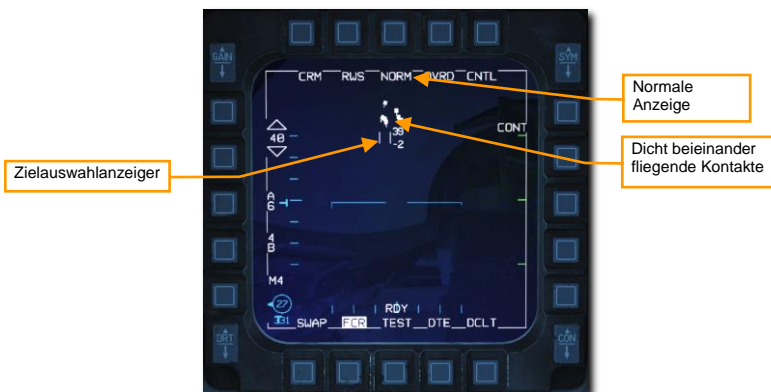 GAIN
SYM
CRM RWS NORM OVRD CNTL
Normale
Anzeige
40
39
-2
CONT
Dicht beieinander
fliegende Kontakte
Zielauswahlanzeiger
A
6
4
B
M4
27
331
RDY
SWAP FCR TEST DTE DCLT
BRT
CON